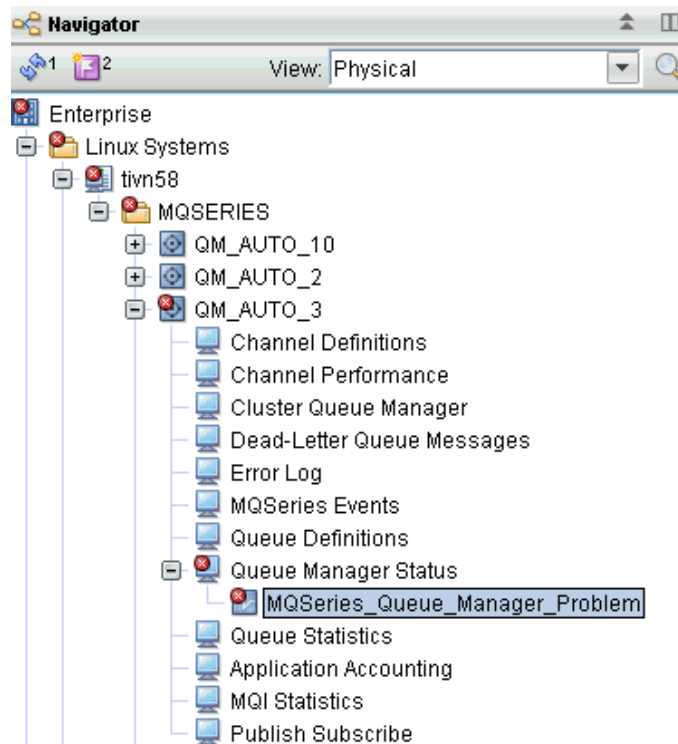 Navigator
1 2 View: Physical
Enterprise
Linux Systems
tivn58
MQSERIES
QM_AUTO_10
QM_AUTO_2
QM_AUTO_3
Channel Definitions
Channel Performance
Cluster Queue Manager
Dead-Letter Queue Messages
Error Log
MQSeries Events
Queue Definitions
Queue Manager Status
MQSeries_Queue_Manager_Problem
Queue Statistics
Application Accounting
MQI Statistics
Publish Subscribe